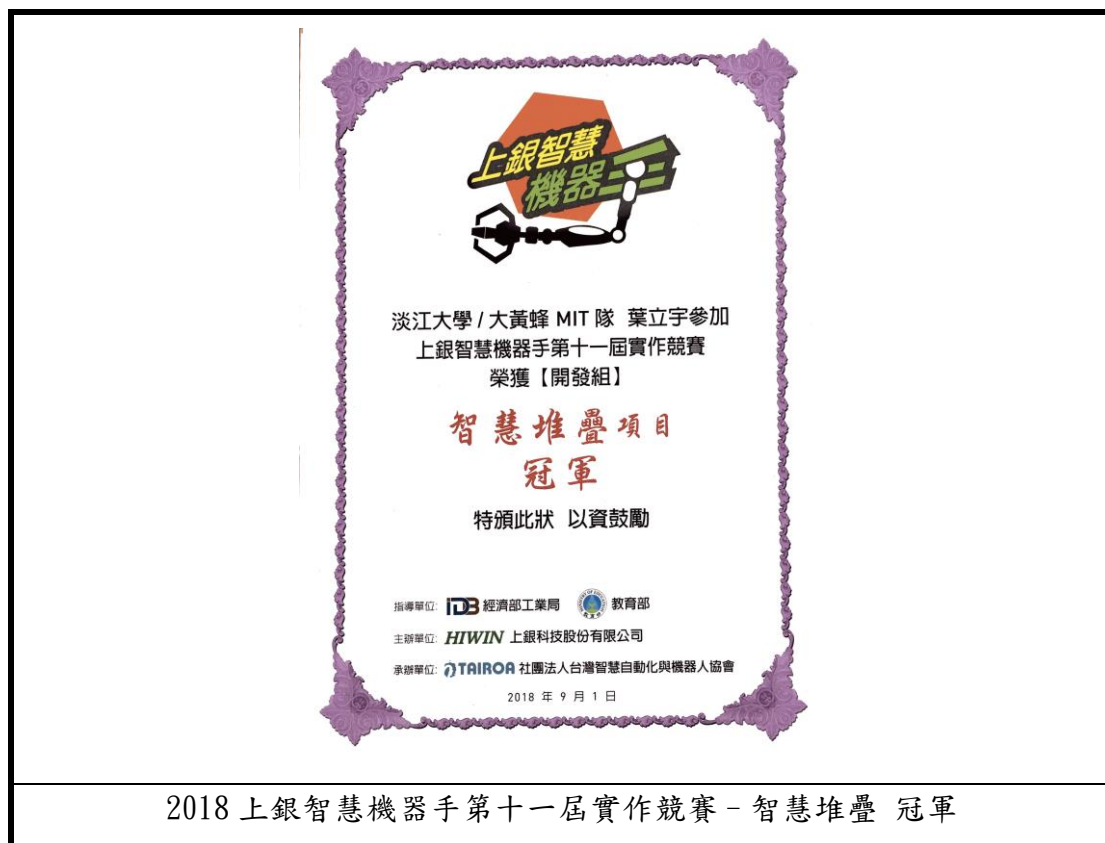 上銀智慧
機器手
淡江大學 / 大黃蜂 MIT 隊 葉立宇參加
上銀智慧機器手第十一屆實作競賽
榮獲【開發組】
智慧堆疊項目
冠軍
特頒此狀 以資鼓勵
指導單位: IDB 經濟部工業局 教育部
主辦單位: HIWIN 上銀科技股份有限公司
承辦單位: TAIROA 社團法人台灣智慧自動化與機器人協會
2018 年 9 月 1 日
2018 上銀智慧機器手第十一屆實作競賽–智慧堆疊 冠軍